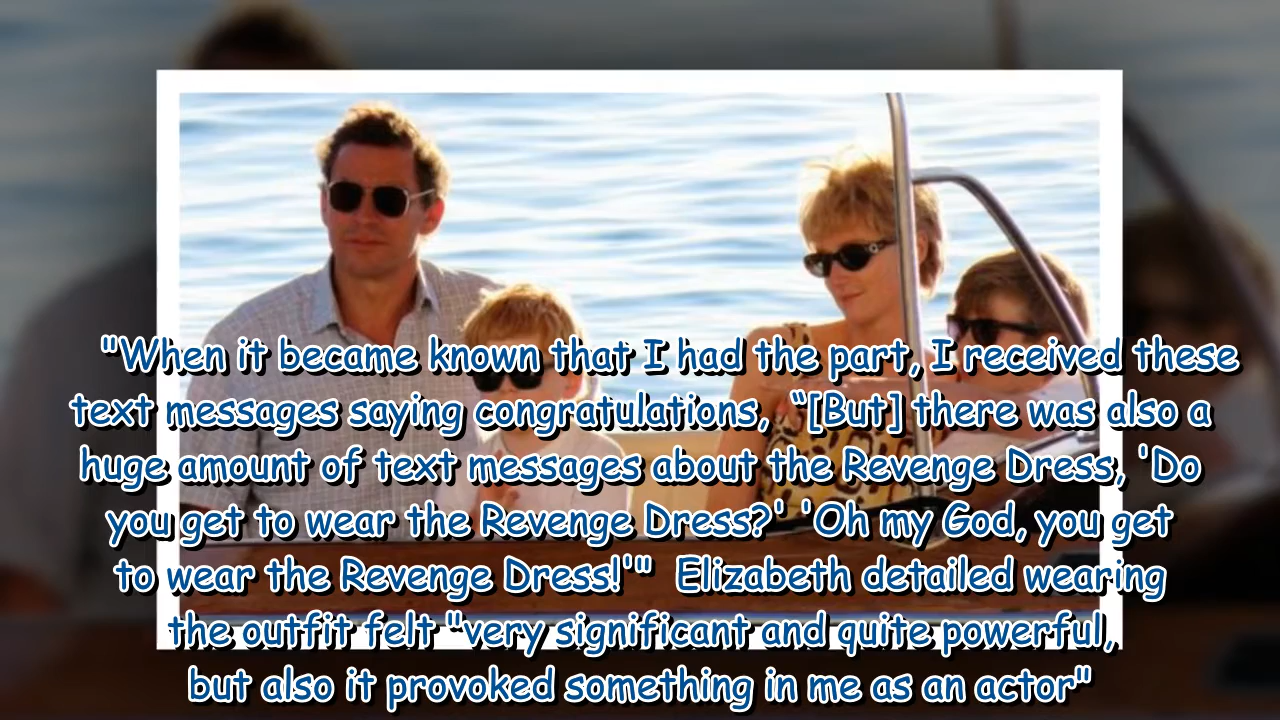 "When it became known that I had the part, I received these
text messages saying congratulations, “[But] there was also a
huge amount of text messages about the Revenge Dress, 'Do
you get to wear the Revenge Dress?' 'Oh my God, you get
to wear the Revenge Dress!'" Elizabeth detailed wearing
the outfit felt "very significant and quite powerful,
but also it provoked something in me as an actor"